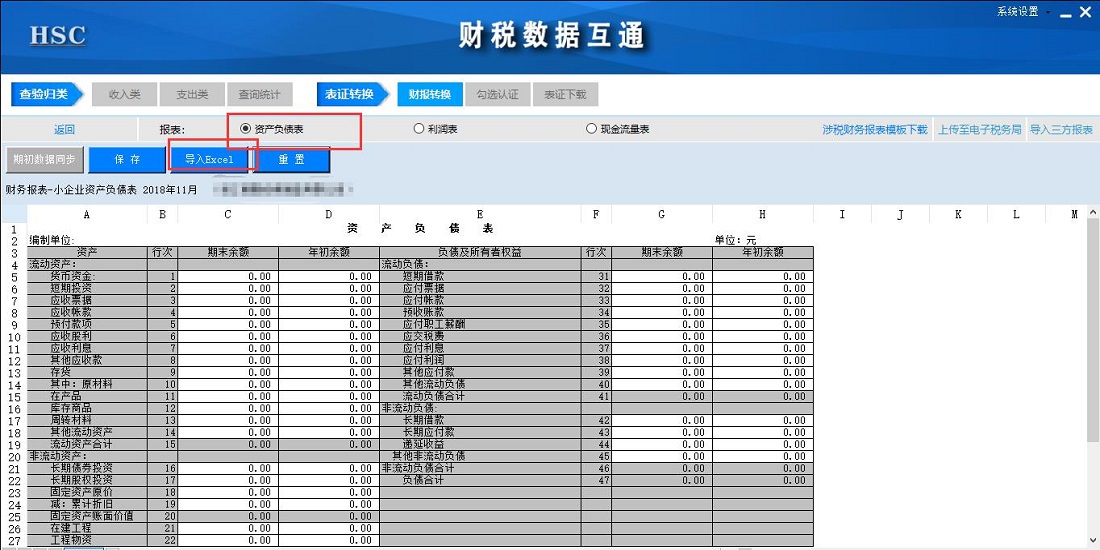 系统设置
HSC 财税数据互通
查验归类 收入类 支出类 查询统计 表证转换 财报转换 勾选认证 表证下载
返回 报表: 资产负债表 利润表 现金流量表 涉税财务报表模板下载 上传至电子税务局 导入三方报表
期初数据同步 保 存 导入Excel 重 置
财务报表-小企业资产负债表 2018年11月
A B C D E F G H I J K L M
1 资 产 负 债 表
2 编制单位: 单位: 元
3 资产 行次 期末余额 年初余额 负债及所有者权益 行次 期末余额 年初余额
4 流动资产: 流动负债:
5 货币资金: 1 0.00 0.00 短期借款 31 0.00 0.00
6 短期投资 2 0.00 0.00 应付票据 32 0.00 0.00
7 应收票据 3 0.00 0.00 应付帐款 33 0.00 0.00
8 应收帐款 4 0.00 0.00 预收账款 34 0.00 0.00
9 预付款项 5 0.00 0.00 应付职工薪酬 35 0.00 0.00
10 应收股利 6 0.00 0.00 应交税费 36 0.00 0.00
11 应收利息 7 0.00 0.00 应付利息 37 0.00 0.00
12 其他应收款 8 0.00 0.00 应付利润 38 0.00 0.00
13 存货 9 0.00 0.00 其他应付款 39 0.00 0.00
14 其中: 原材料 10 0.00 0.00 其他流动负债 40 0.00 0.00
15 在产品 11 0.00 0.00 流动负债合计 41 0.00 0.00
16 库存商品 12 0.00 0.00 非流动负债:
17 周转材料 13 0.00 0.00 长期借款 42 0.00 0.00
18 其他流动资产 14 0.00 0.00 长期应付款 43 0.00 0.00
19 流动资产合计 15 0.00 0.00 递延收益 44 0.00 0.00
20 非流动资产: 其他非流动负债 45 0.00 0.00
21 长期债券投资 16 0.00 0.00 非流动负债合计 46 0.00 0.00
22 长期股权投资 17 0.00 0.00 负债合计 47 0.00 0.00
23 固定资产原价 18 0.00 0.00
24 减: 累计折旧 19 0.00 0.00
25 固定资产账面价值 20 0.00 0.00
26 在建工程 21 0.00 0.00
27 工程物资 22 0.00 0.00